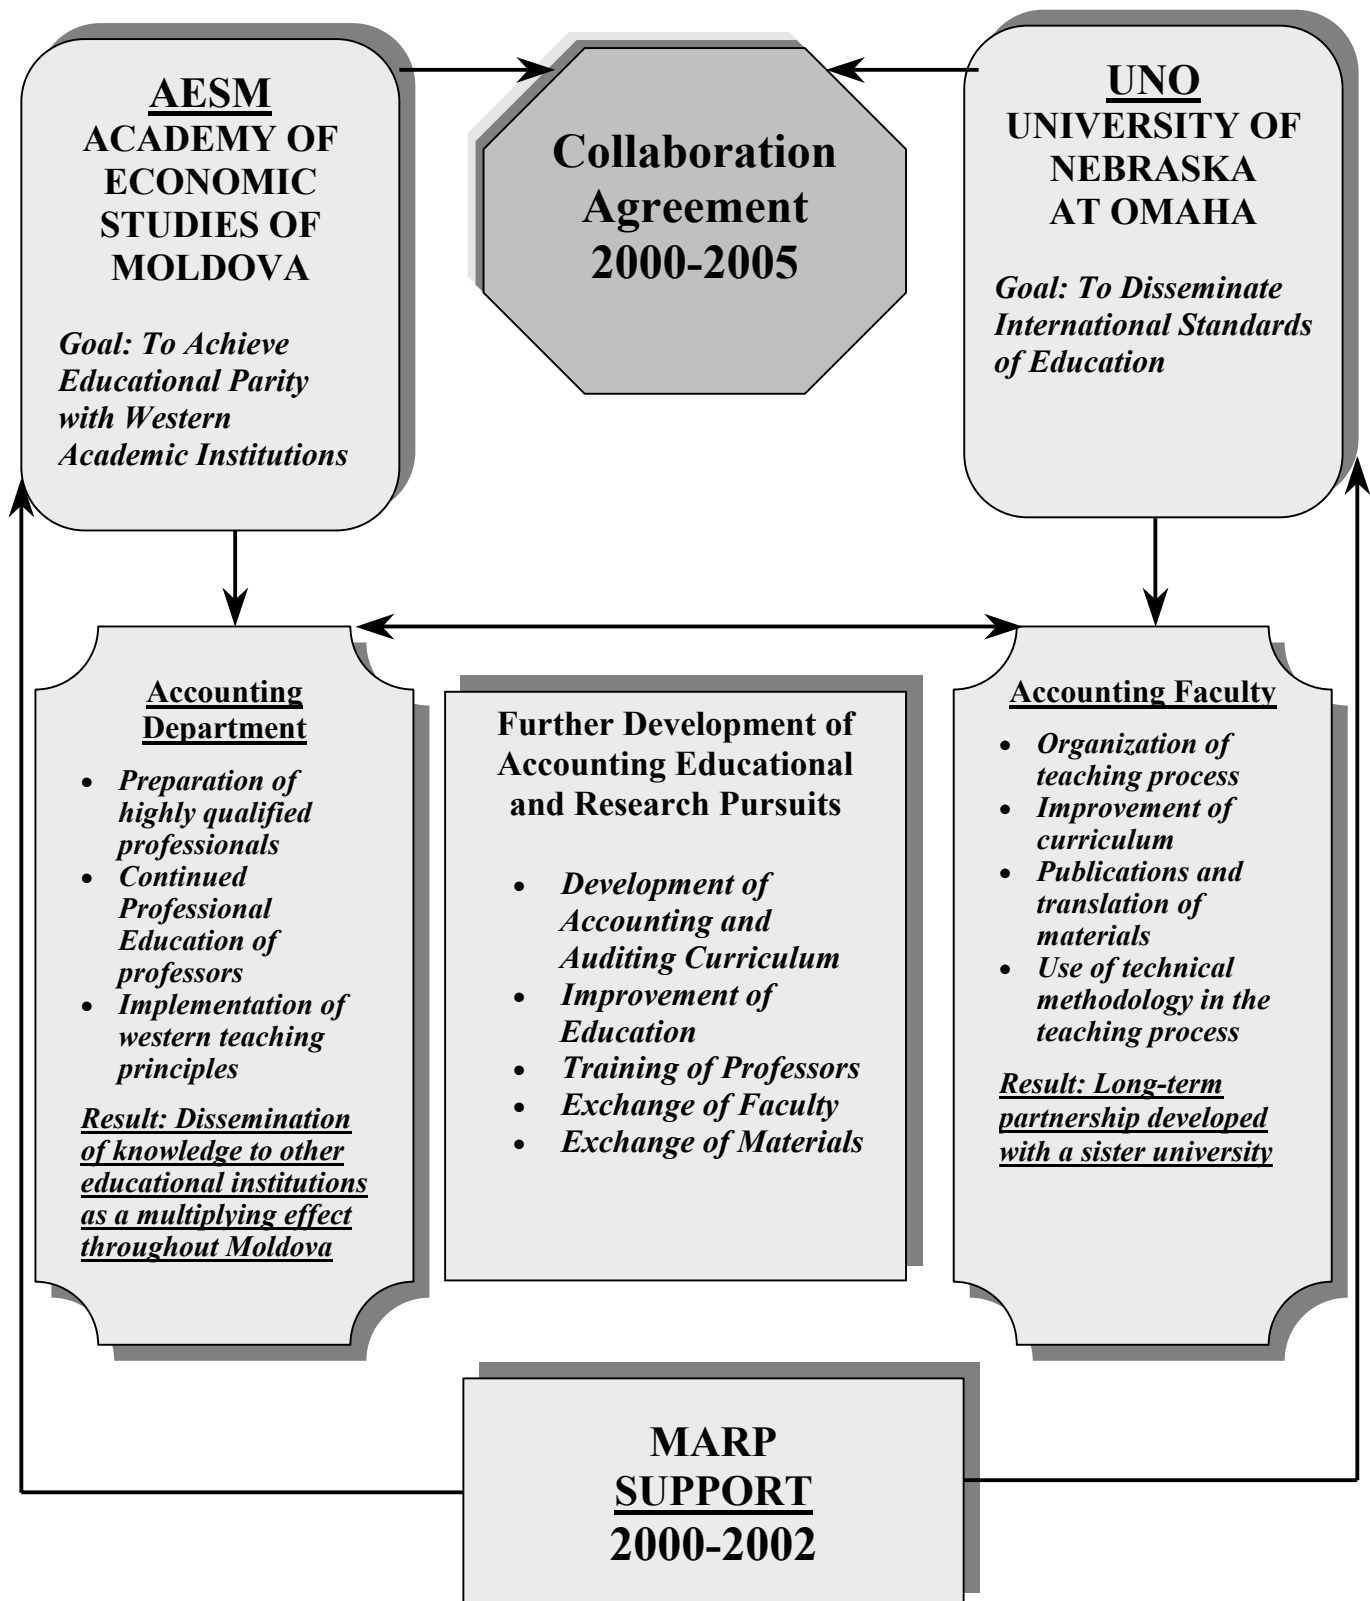 AESM
ACADEMY OF
ECONOMIC
STUDIES OF
MOLDOVA
Goal: To Achieve
Educational Parity
with Western
Academic Institutions
Collaboration
Agreement
2000-2005
UNO
UNIVERSITY OF
NEBRASKA
AT OMAHA
Goal: To Disseminate
International Standards
of Education
Accounting
Department
• Preparation of
highly qualified
professionals
• Continued
Professional
Education of
professors
• Implementation of
western teaching
principles
Result: Dissemination
of knowledge to other
educational institutions
as a multiplying effect
throughout Moldova
Further Development of
Accounting Educational
and Research Pursuits
• Development of
Accounting and
Auditing Curriculum
• Improvement of
Education
• Training of Professors
• Exchange of Faculty
• Exchange of Materials
Accounting Faculty
• Organization of
teaching process
• Improvement of
curriculum
• Publications and
translation of
materials
• Use of technical
methodology in the
teaching process
Result: Long-term
partnership developed
with a sister university
MARP
SUPPORT
2000-2002